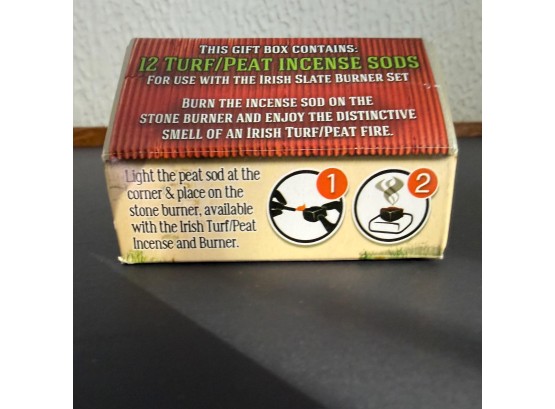 THIS GIFT BOX CONTAINS:
12 TURF/PEAT INCENSE SODS
FOR USE WITH THE IRISH SLATE BURNER SET
BURN THE INCENSE SOD ON THE
STONE BURNER AND ENJOY THE DISTINCTIVE
SMELL OF AN IRISH TURF/PEAT FIRE.
Light the peat sod at the
corner & place on the
stone burner, available
with the Irish Turf/Peat
Incense and Burner.
1
2